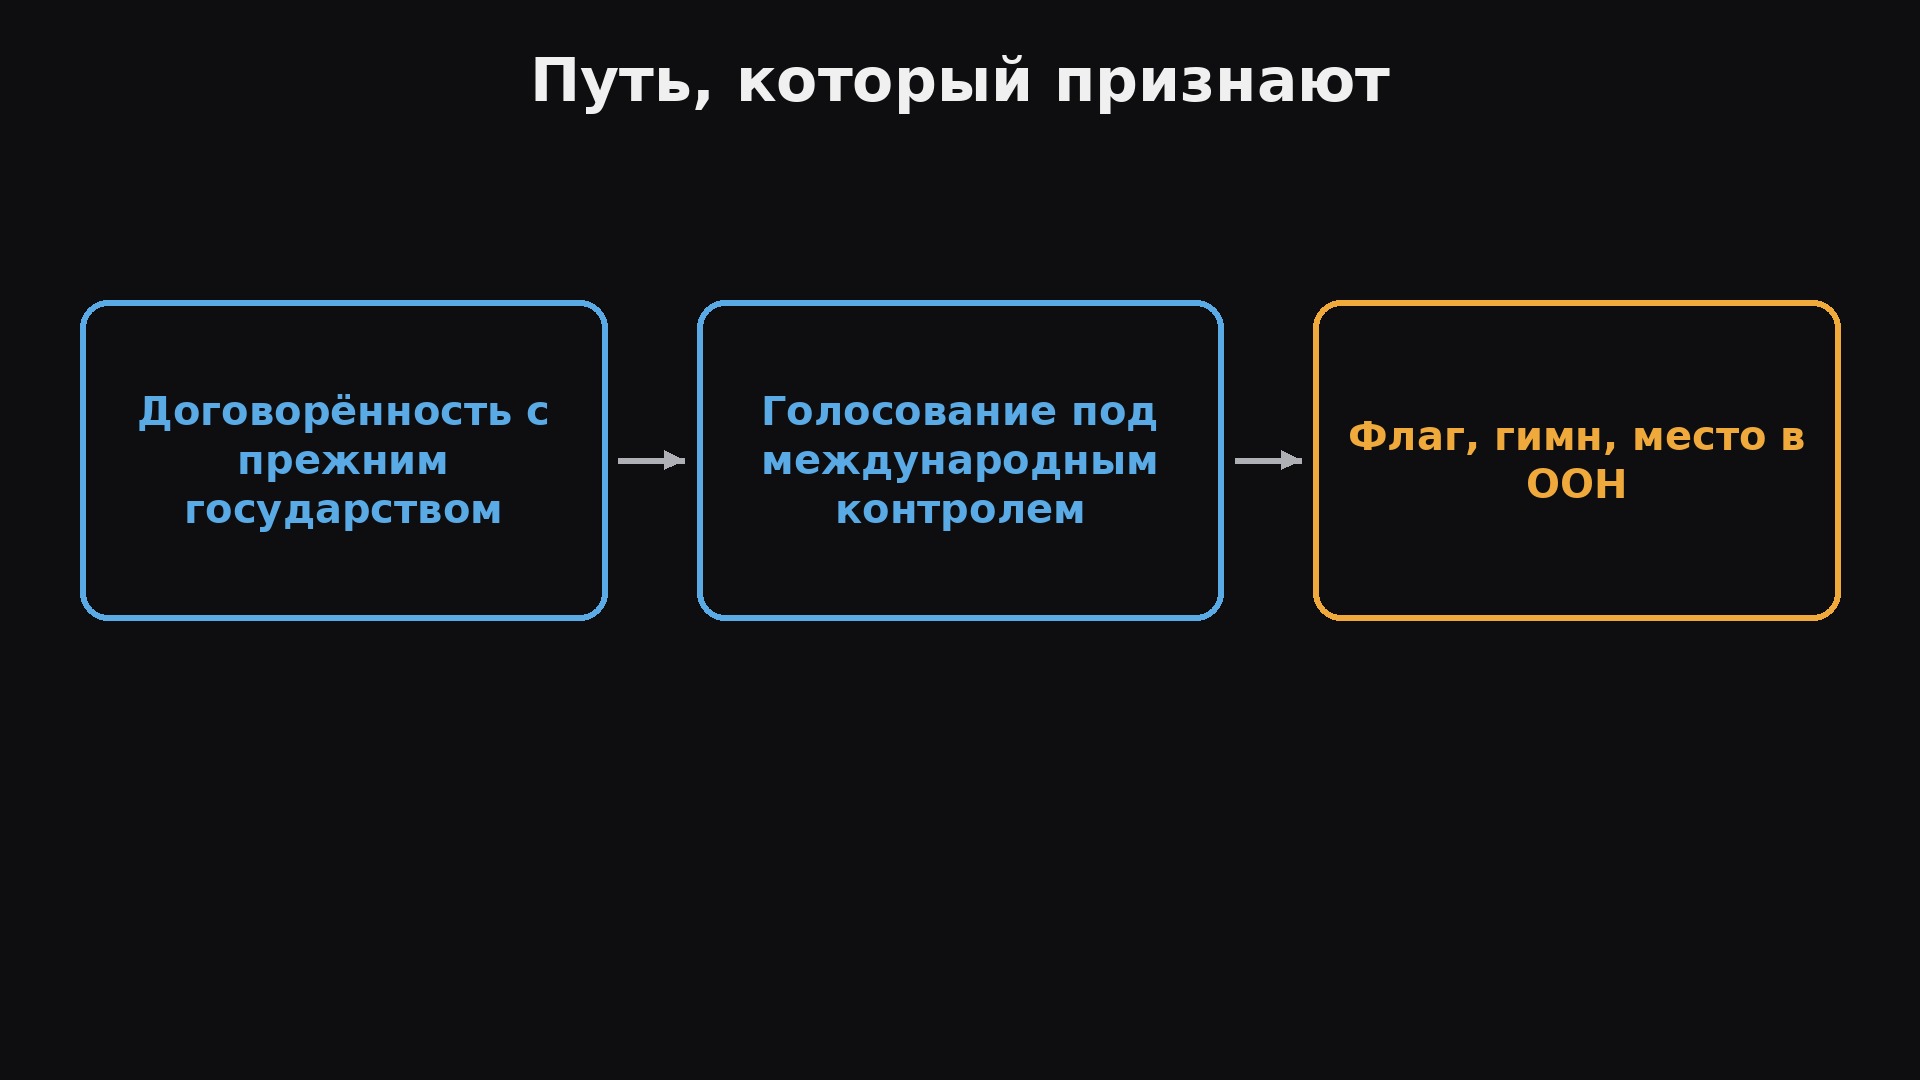 Путь, который признают
Договорённость с
прежним
государством
Голосование под
международным
контролем
Флаг, гимн, место в
ООН